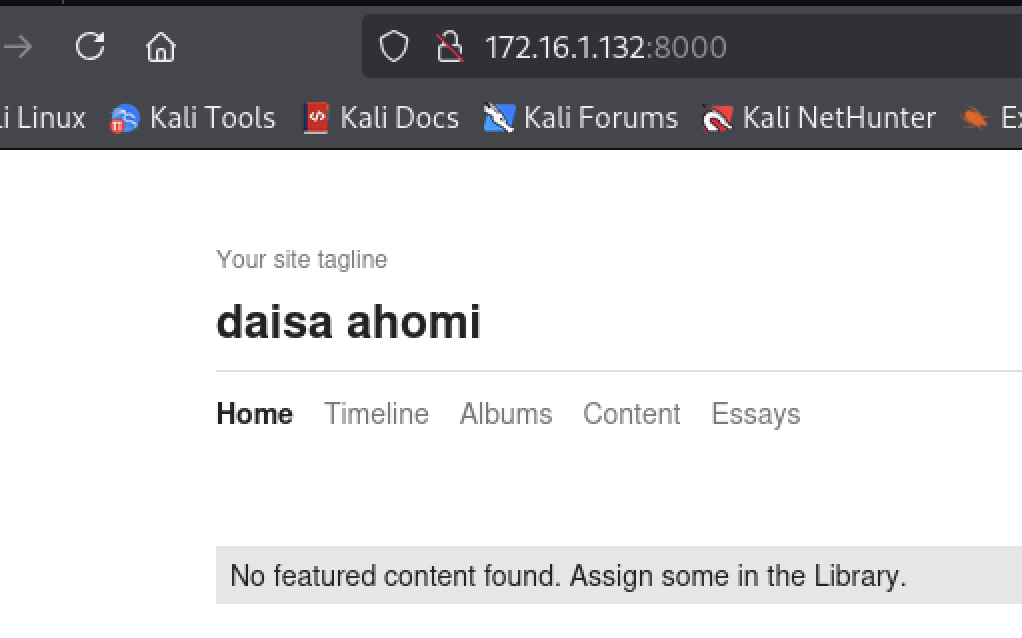 172.16.1.132:8000
i Linux Kali Tools Kali Docs Kali Forums Kali NetHunter Ex
Your site tagline
daisa ahomi
Home Timeline Albums Content Essays
No featured content found. Assign some in the Library.